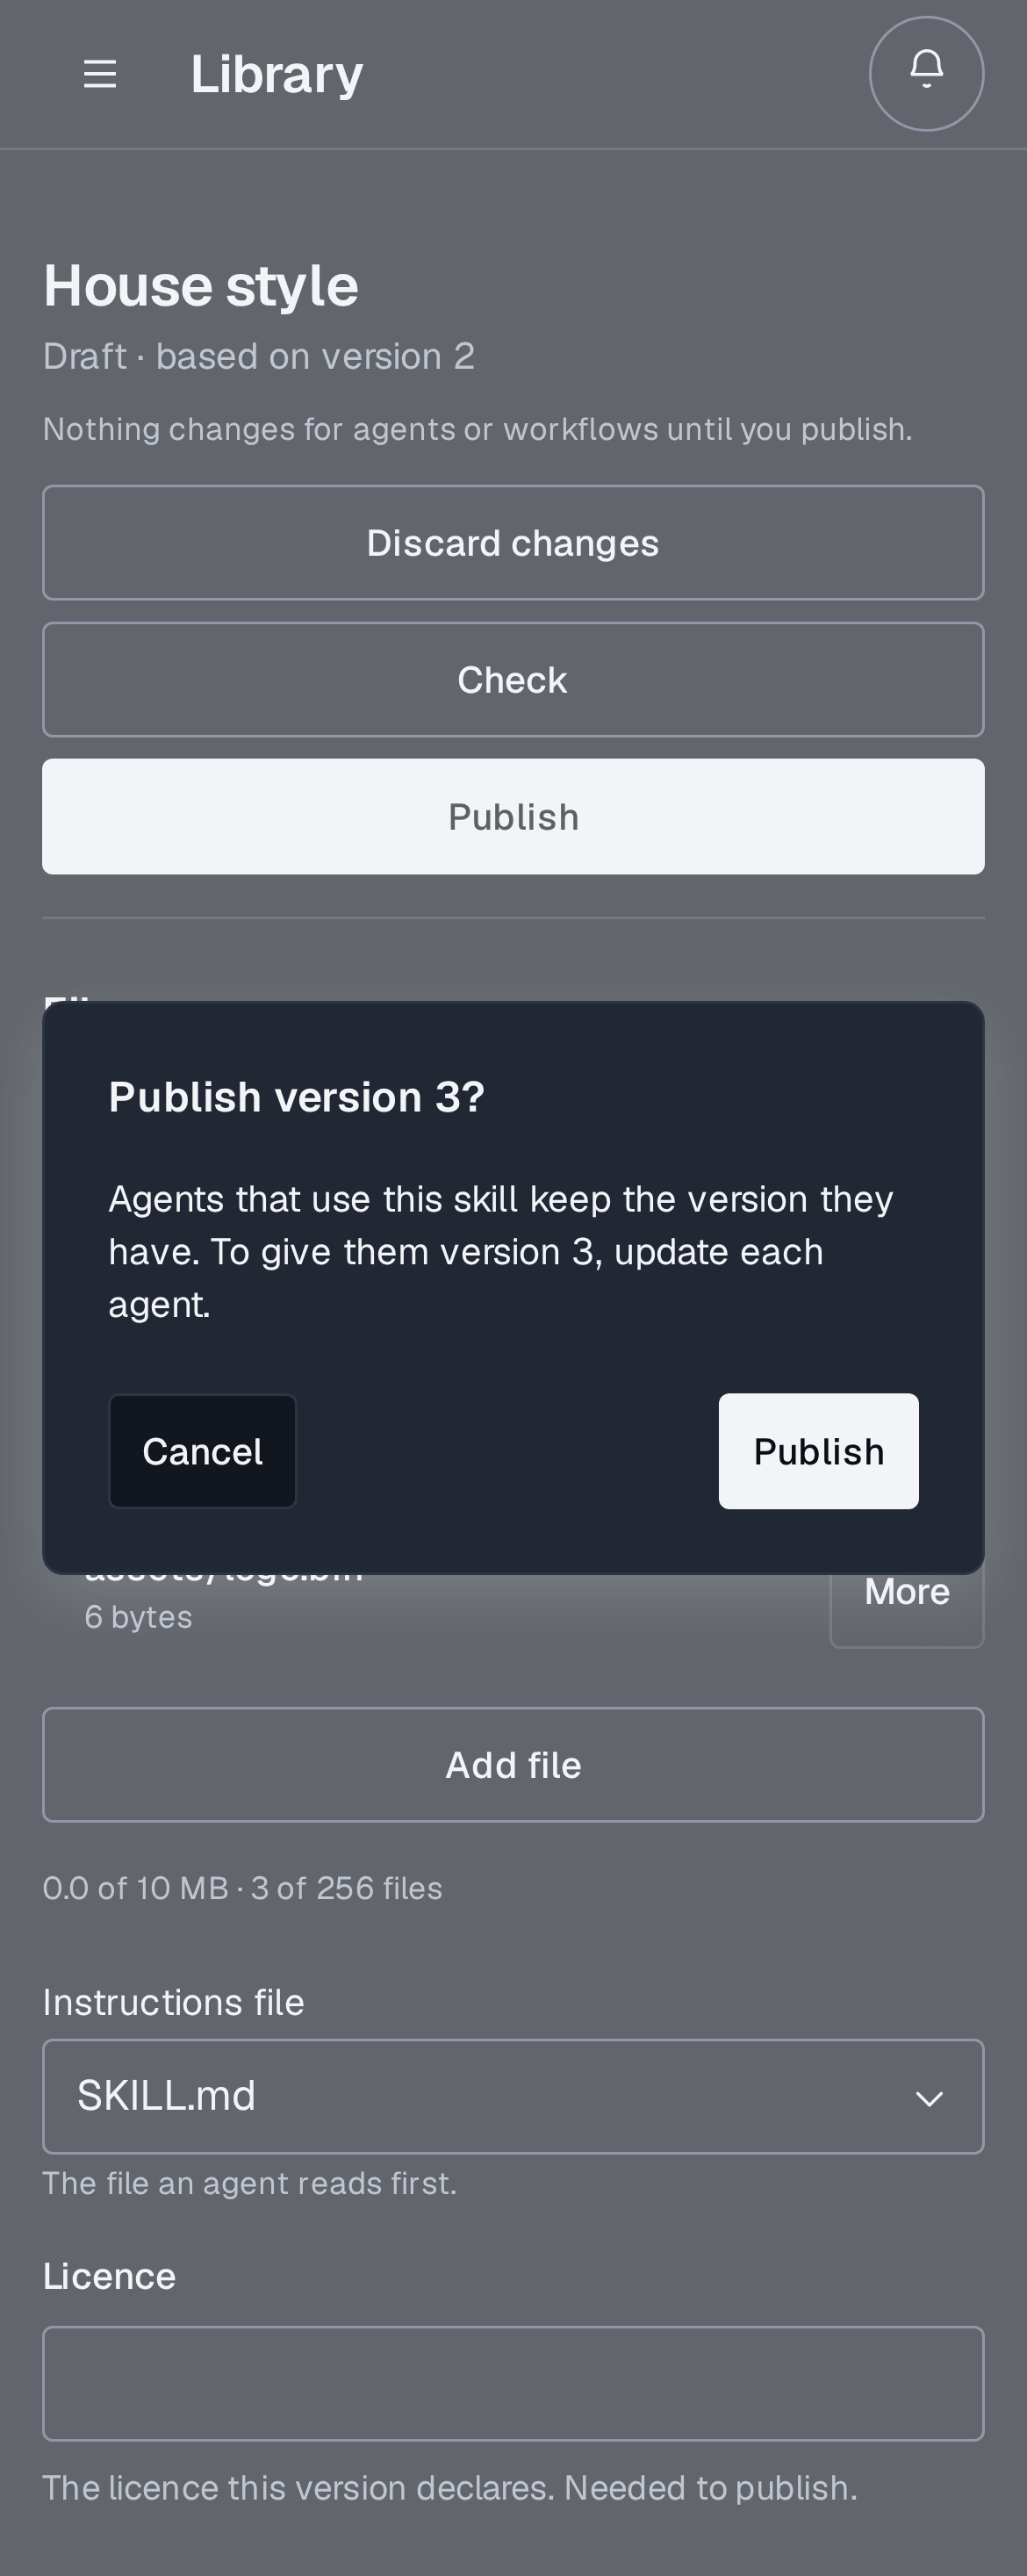 Library
House style
Draft · based on version 2
Nothing changes for agents or workflows until you publish.
Discard changes
Check
Publish
Publish version 3?
Agents that use this skill keep the version they
have. To give them version 3, update each
agent.
Cancel
Publish
More
6 bytes
Add file
0.0 of 10 MB · 3 of 256 files
Instructions file
SKILL.md
The file an agent reads first.
Licence
The licence this version declares. Needed to publish.